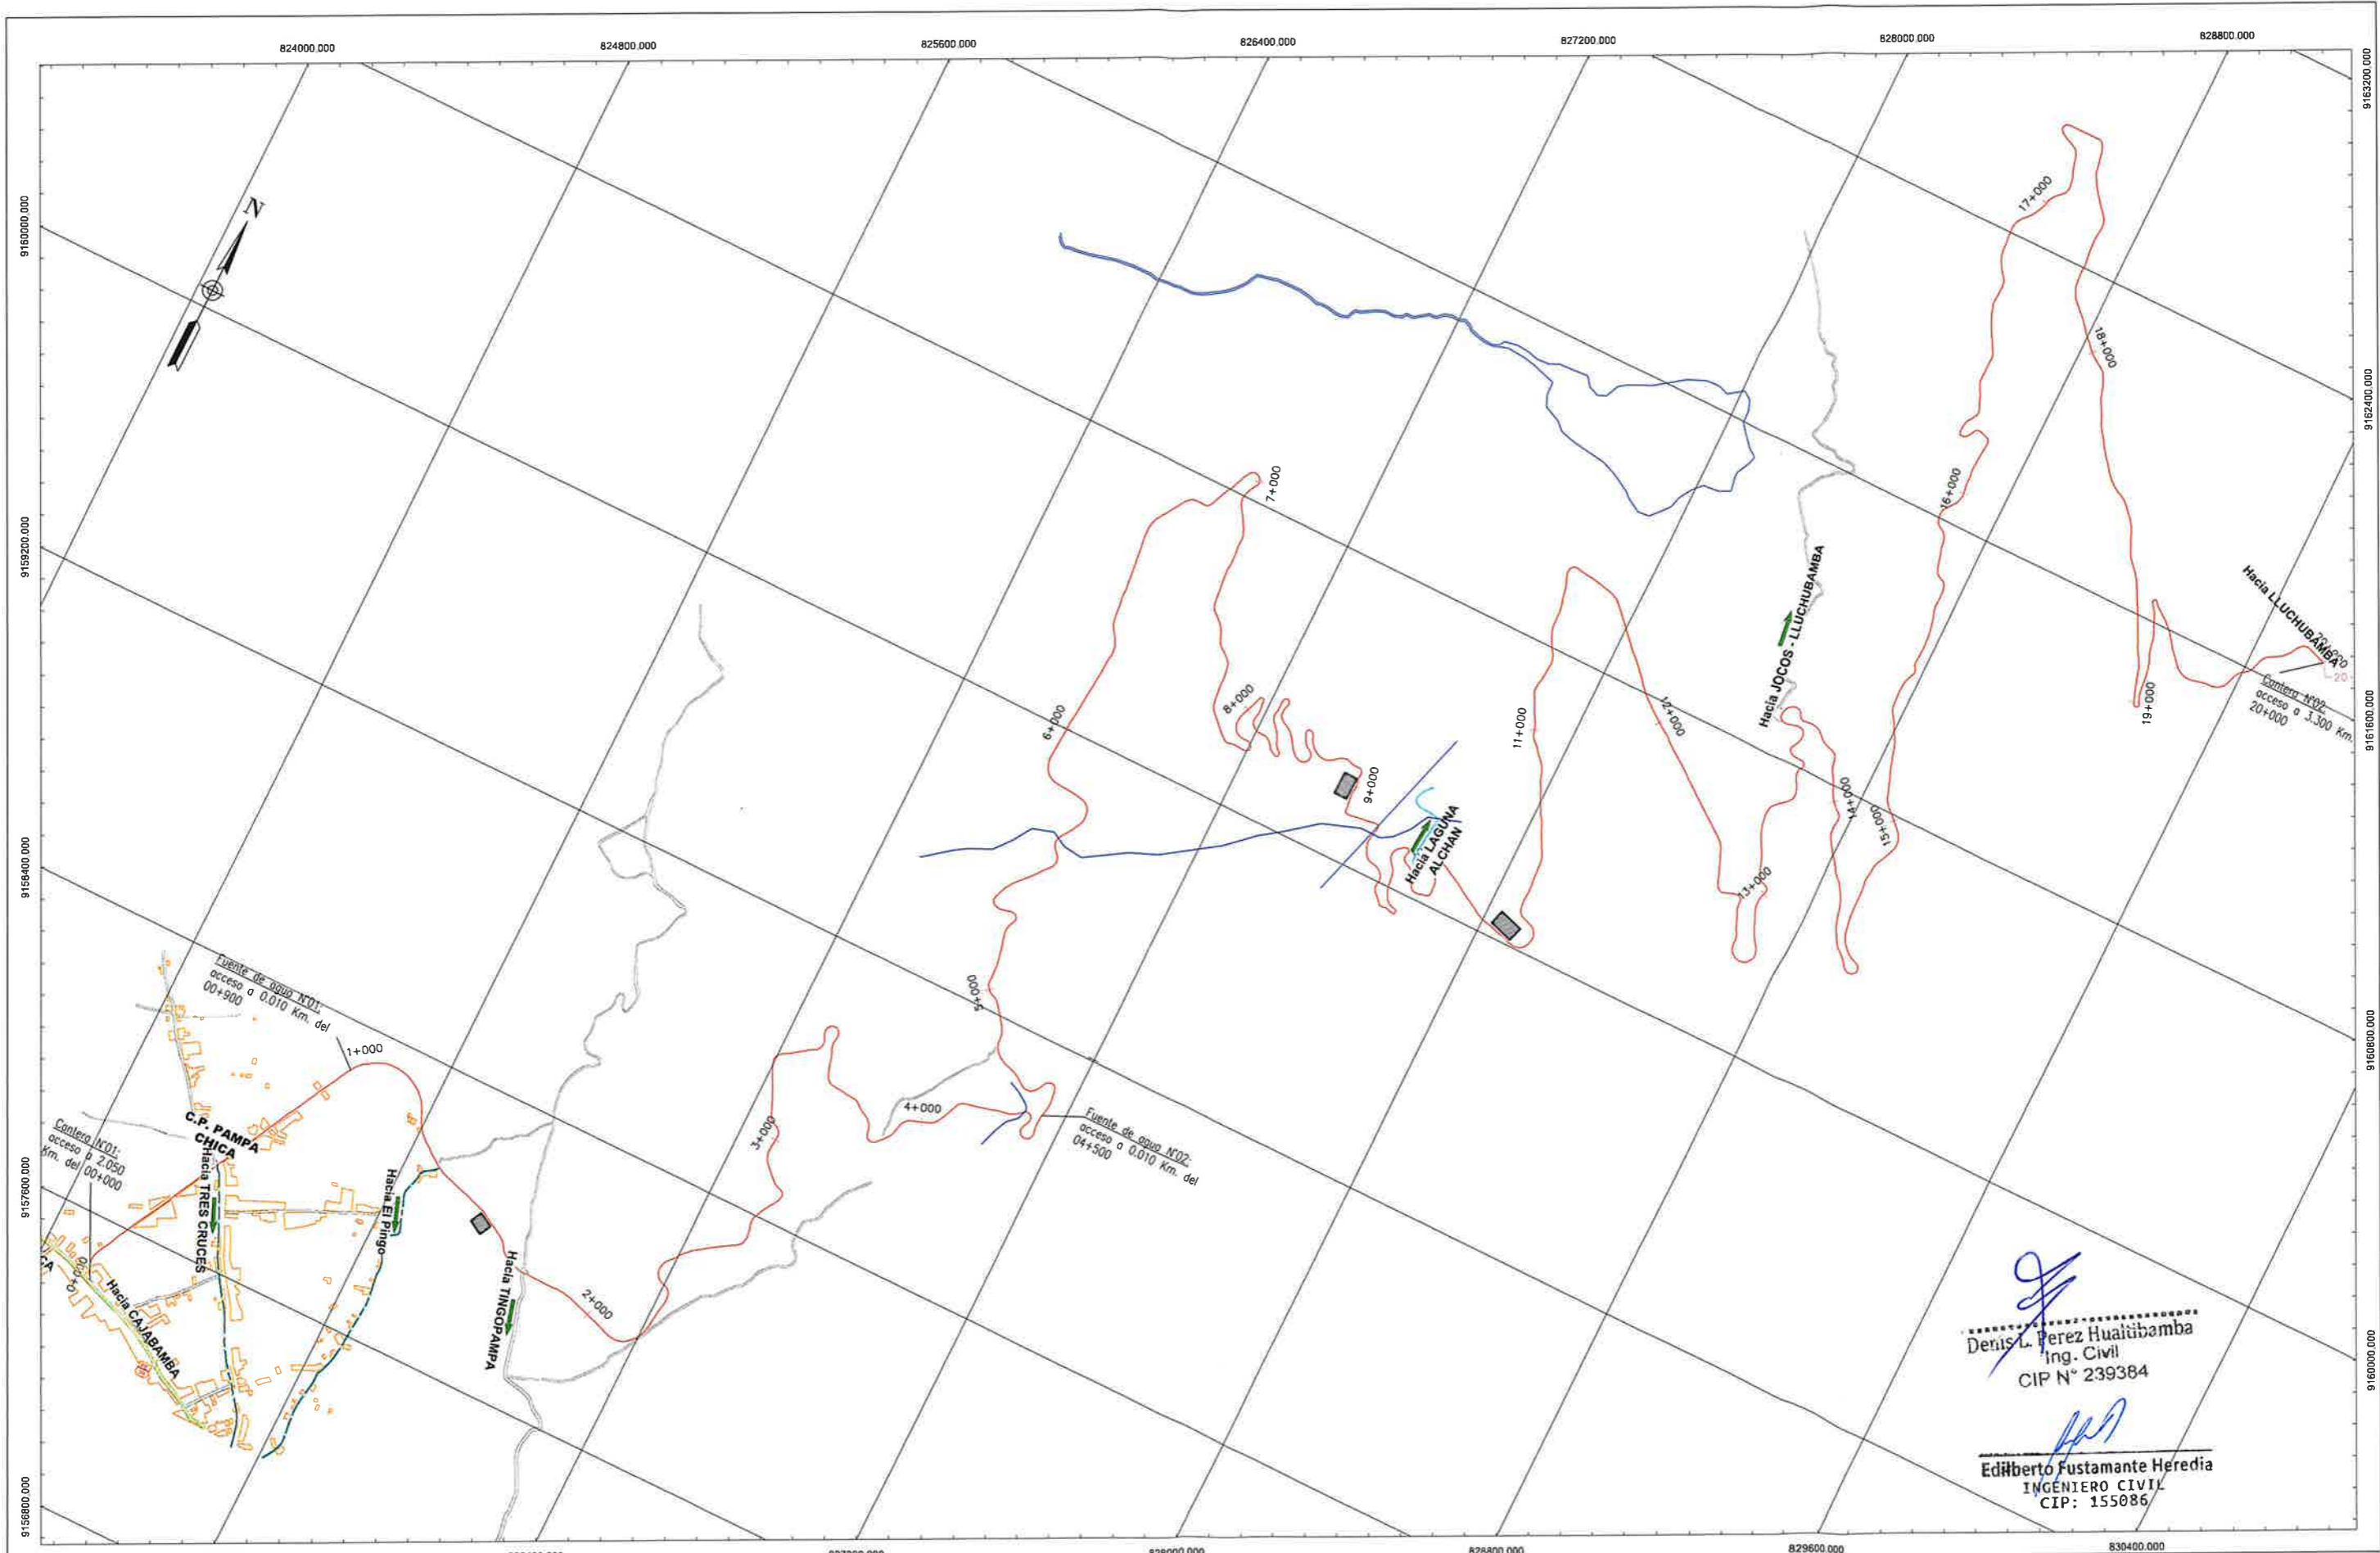 824000.000
824800.000
825600.000
826400.000
827200.000
828000.000
828800.000
9163200.000
9162400.000
9161600.000
9160800.000
9160000.000
9160000.000
9159200.000
9158400.000
9157600.000
9156800.000
N
17+000
18+000
16+000
7+000
Hacia JOCOS - LLUCHUBAMBA
Hacia LLUCHUBAMBA
20+000
20
Cantera N°02:
acceso a 3.300 Km.
20+000
19+000
8+000
6+000
9+000
11+000
12+000
14+000
15+000
13+000
Hacia LAGUNA
ALCHAN
5+000
Fuente de agua N°01:
acceso a 0.010 Km. del
00+900
1+000
4+000
3+000
Fuente de agua N°02:
acceso a 0.010 Km. del
04+500
C.P. PAMPA
CHICA
Cantera N°01:
acceso a 2.050
Km. del 00+000
Hacia TRES CRUCES
Hacia El Pingo
Hacia TINGOPAMPA
2+000
CA
0+000
Hacia CAJABAMBA
Denis L. Perez Hualtibamba
Ing. Civil
CIP N° 239384
Edilberto Fustamante Heredia
INGENIERO CIVIL
CIP: 155086
828800.000
829600.000
830400.000